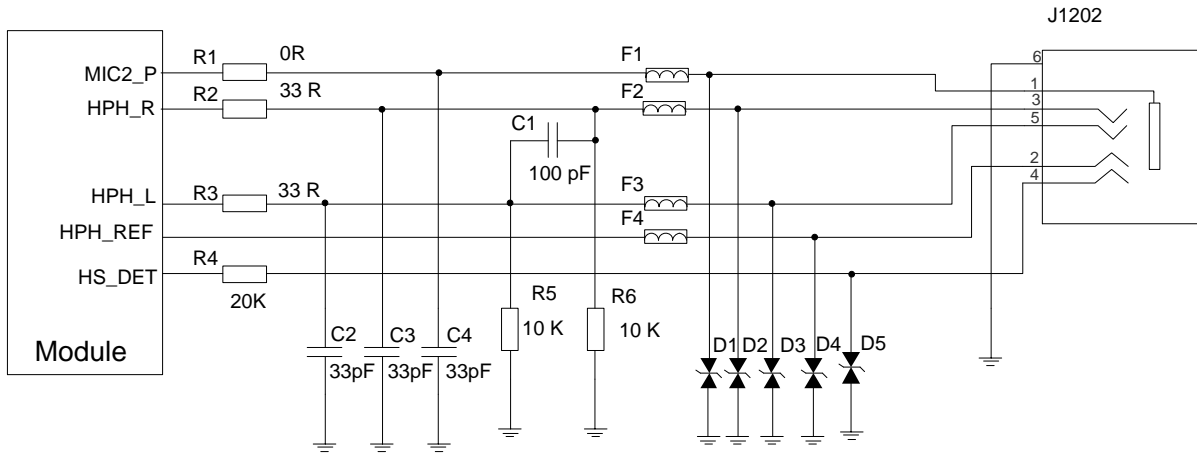 J1202
R1 0R
MIC2_P
R2 33 R
HPH_R
F1
F2
C1
100 pF
6
1
3
5
2
4
HPH_L
R3 33 R
F3
HPH_REF
F4
R4
HS_DET
20K
R5
10 K
R6
10 K
Module
C2
33pF
C3
33pF
C4
33pF
D1 D2 D3 D4 D5